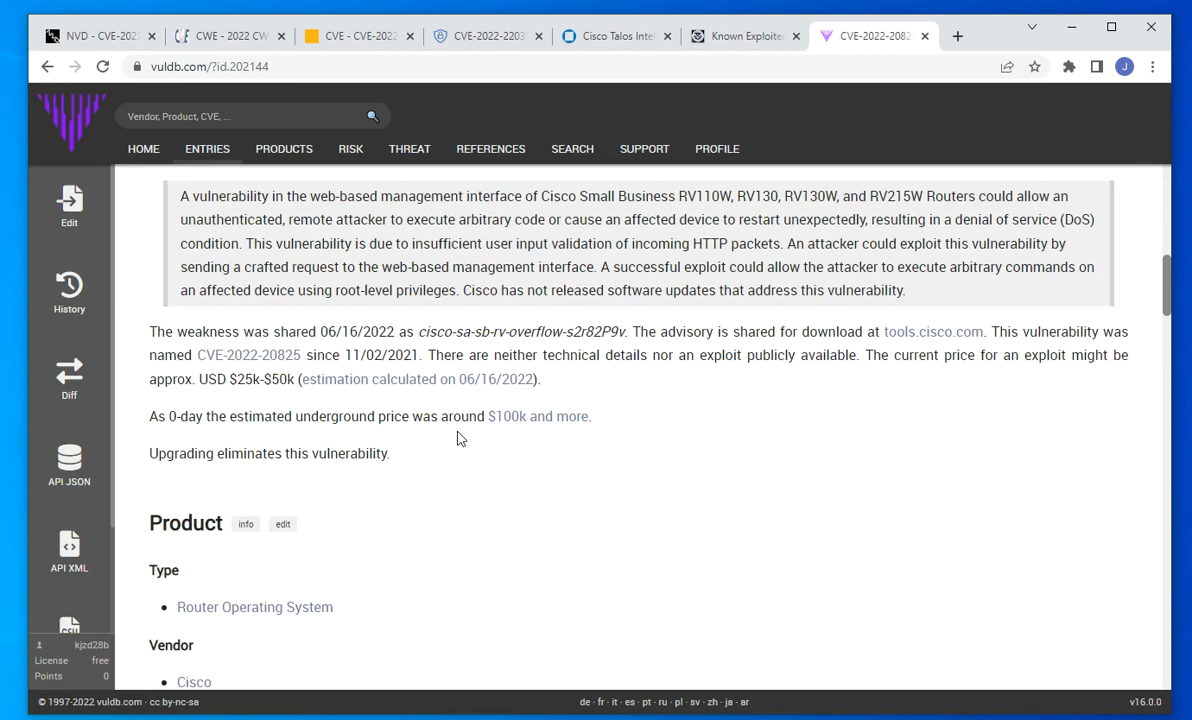 NVD - CVE-202
CWE - 2022 CW
CVE - CVE-2022
CVE-2022-2203
Cisco Talos Intel
Known Exploite
CVE-2022-2082
vuldb.com/?id.202144
J
Vendor, Product, CVE, ...
HOME ENTRIES PRODUCTS RISK THREAT REFERENCES SEARCH SUPPORT PROFILE
Edit
History
Diff
API JSON
API XML
CSV
A vulnerability in the web-based management interface of Cisco Small Business RV110W, RV130, RV130W, and RV215W Routers could allow an
unauthenticated, remote attacker to execute arbitrary code or cause an affected device to restart unexpectedly, resulting in a denial of service (DoS)
condition. This vulnerability is due to insufficient user input validation of incoming HTTP packets. An attacker could exploit this vulnerability by
sending a crafted request to the web-based management interface. A successful exploit could allow the attacker to execute arbitrary commands on
an affected device using root-level privileges. Cisco has not released software updates that address this vulnerability.
The weakness was shared 06/16/2022 as cisco-sa-sb-rv-overflow-s2r82P9v. The advisory is shared for download at tools.cisco.com. This vulnerability was
named CVE-2022-20825 since 11/02/2021. There are neither technical details nor an exploit publicly available. The current price for an exploit might be
approx. USD $25k-$50k (estimation calculated on 06/16/2022).
As 0-day the estimated underground price was around $100k and more.
Upgrading eliminates this vulnerability.
Product info edit
Type
Router Operating System
Vendor
Cisco
kjzd28b
License free
Points 0
© 1997-2022 vuldb.com · cc by-nc-sa
de · fr · it · es · pt · ru · pl · sv · zh · ja · ar
v16.0.0